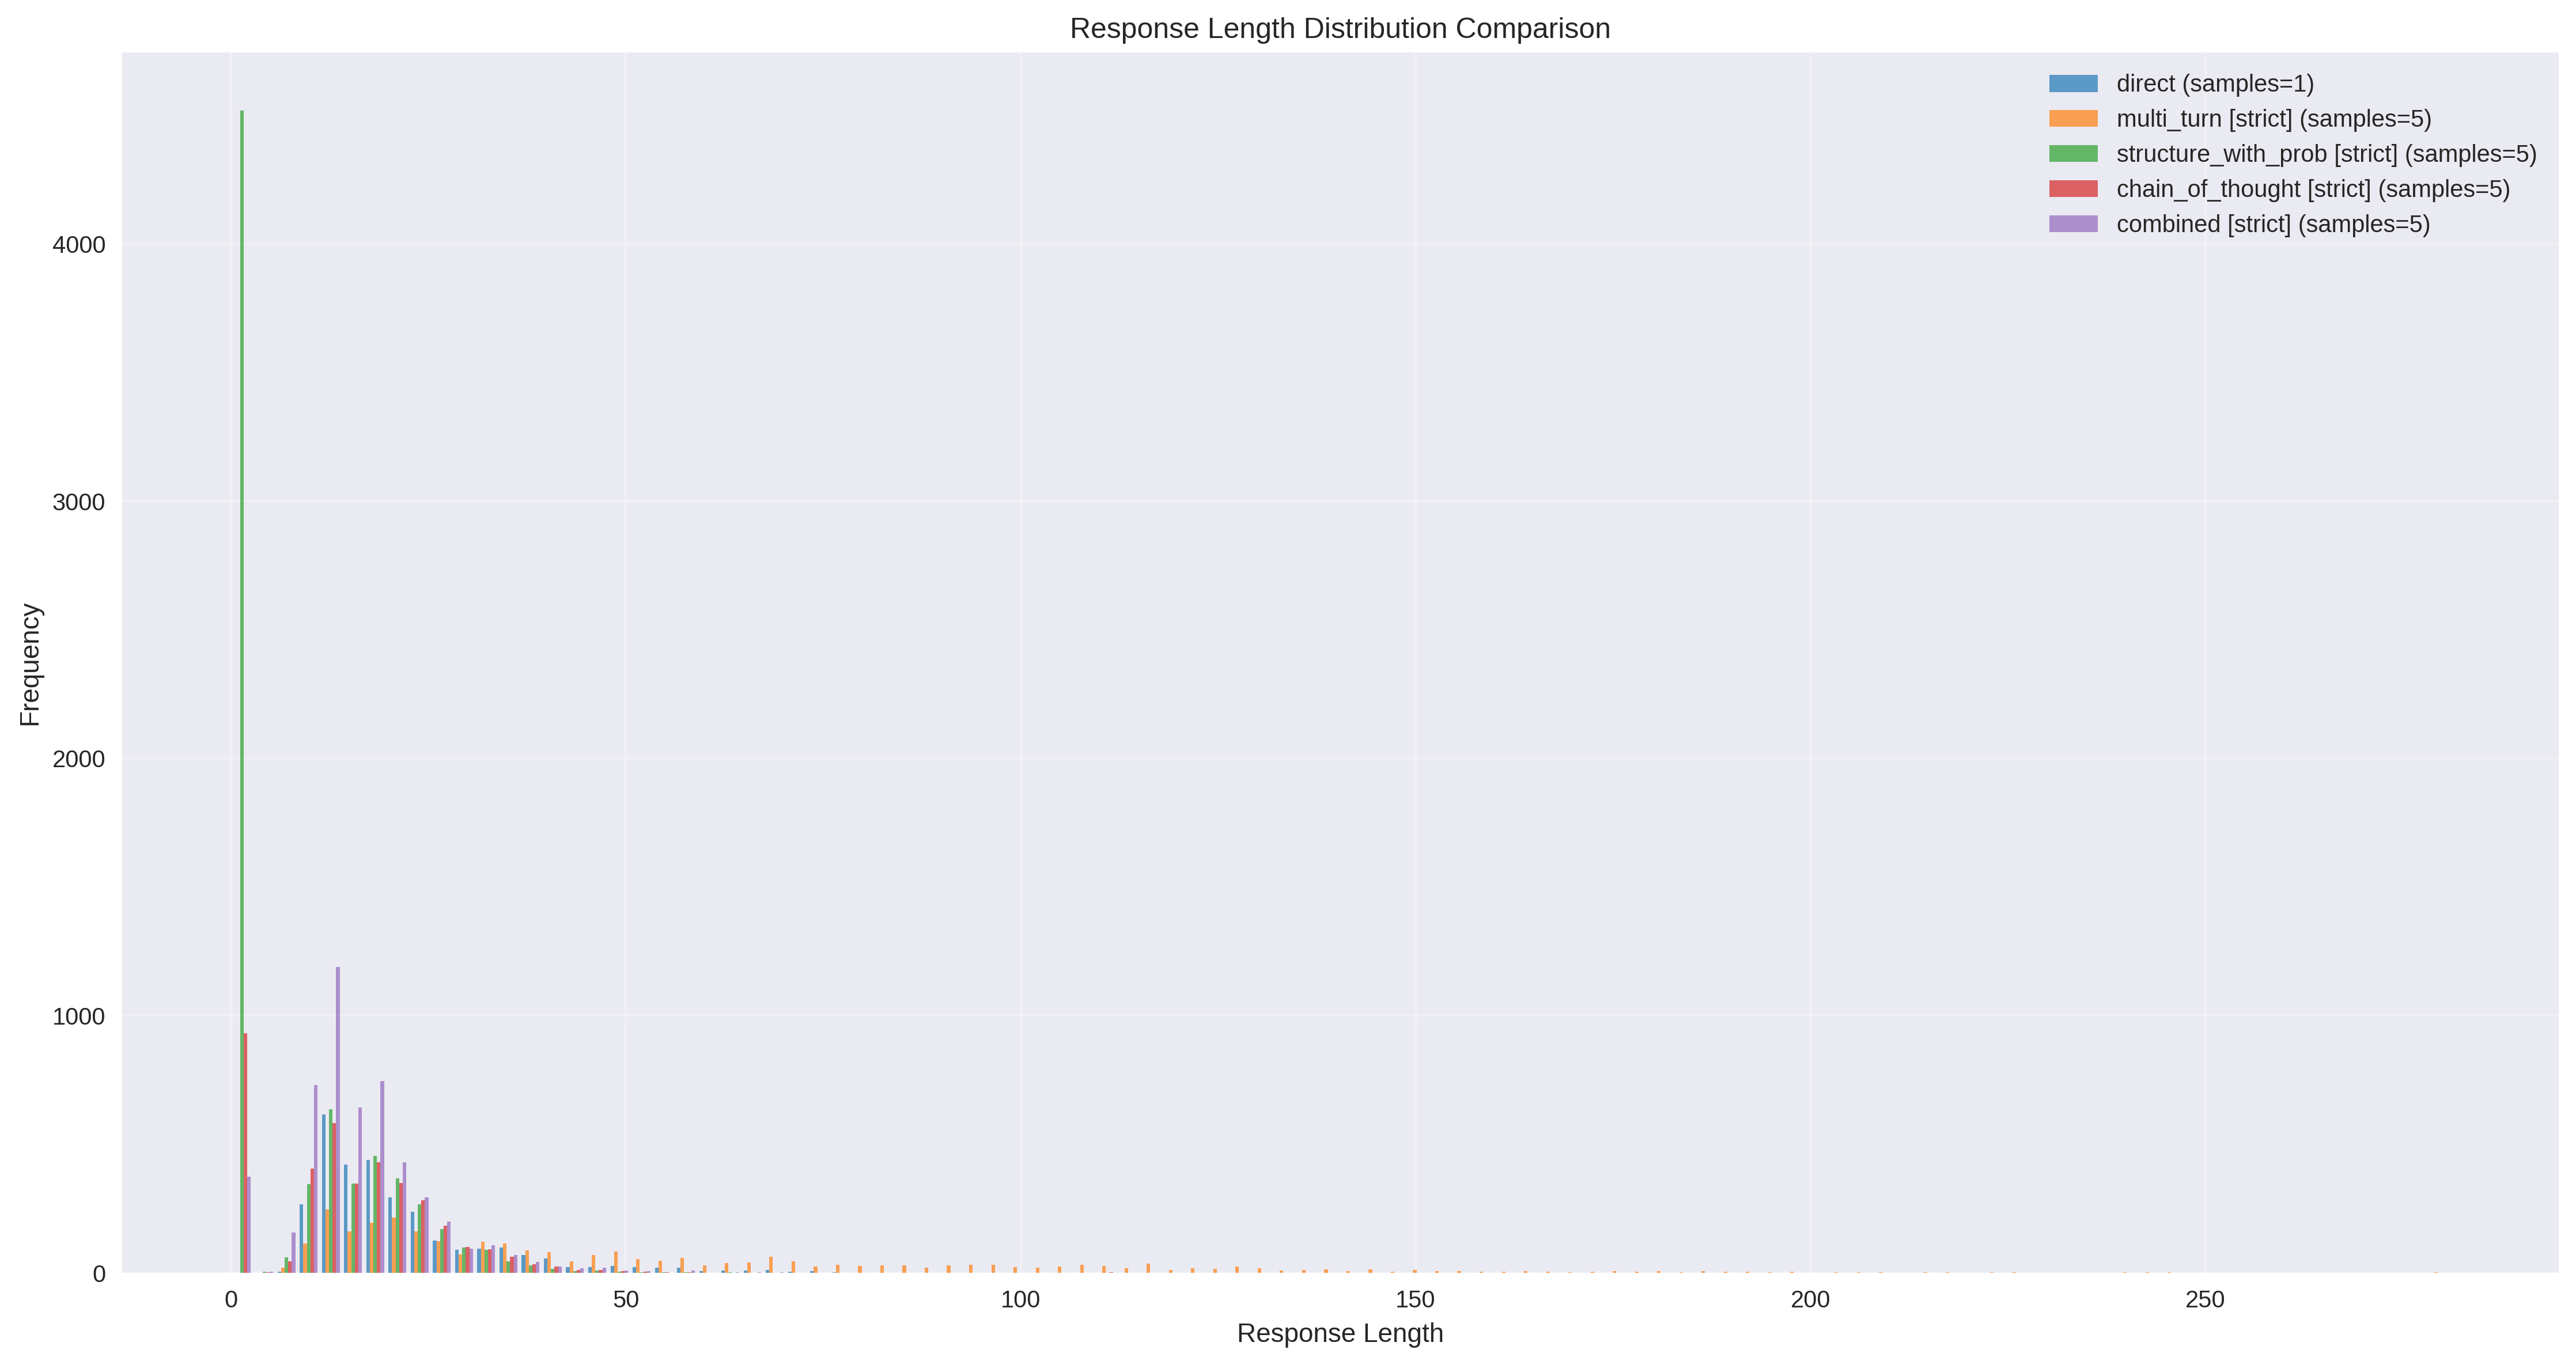 Response Length Distribution Comparison
direct (samples=1)
multi_turn [strict] (samples=5)
structure_with_prob [strict] (samples=5)
chain_of_thought [strict] (samples=5)
combined [strict] (samples=5)
Frequency
4000
3000
2000
1000
0
0 50 100 150 200 250
Response Length